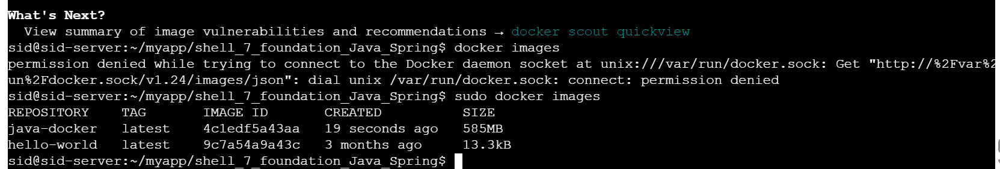 What's Next?
View summary of image vulnerabilities and recommendations → docker scout quickview
sid@sid-server:~/myapp/shell_7_foundation_Java_Spring$ docker images
permission denied while trying to connect to the Docker daemon socket at unix:///var/run/docker.sock: Get "http://%2Fvar%2
un%2Fdocker.sock/v1.24/images/json": dial unix /var/run/docker.sock: connect: permission denied
sid@sid-server:~/myapp/shell_7_foundation_Java_Spring$ sudo docker images
REPOSITORY TAG IMAGE ID CREATED SIZE
java-docker latest 4c1edf5a43aa 19 seconds ago 585MB
hello-world latest 9c7a54a9a43c 3 months ago 13.3kB
sid@sid-server:~/myapp/shell_7_foundation_Java_Spring$